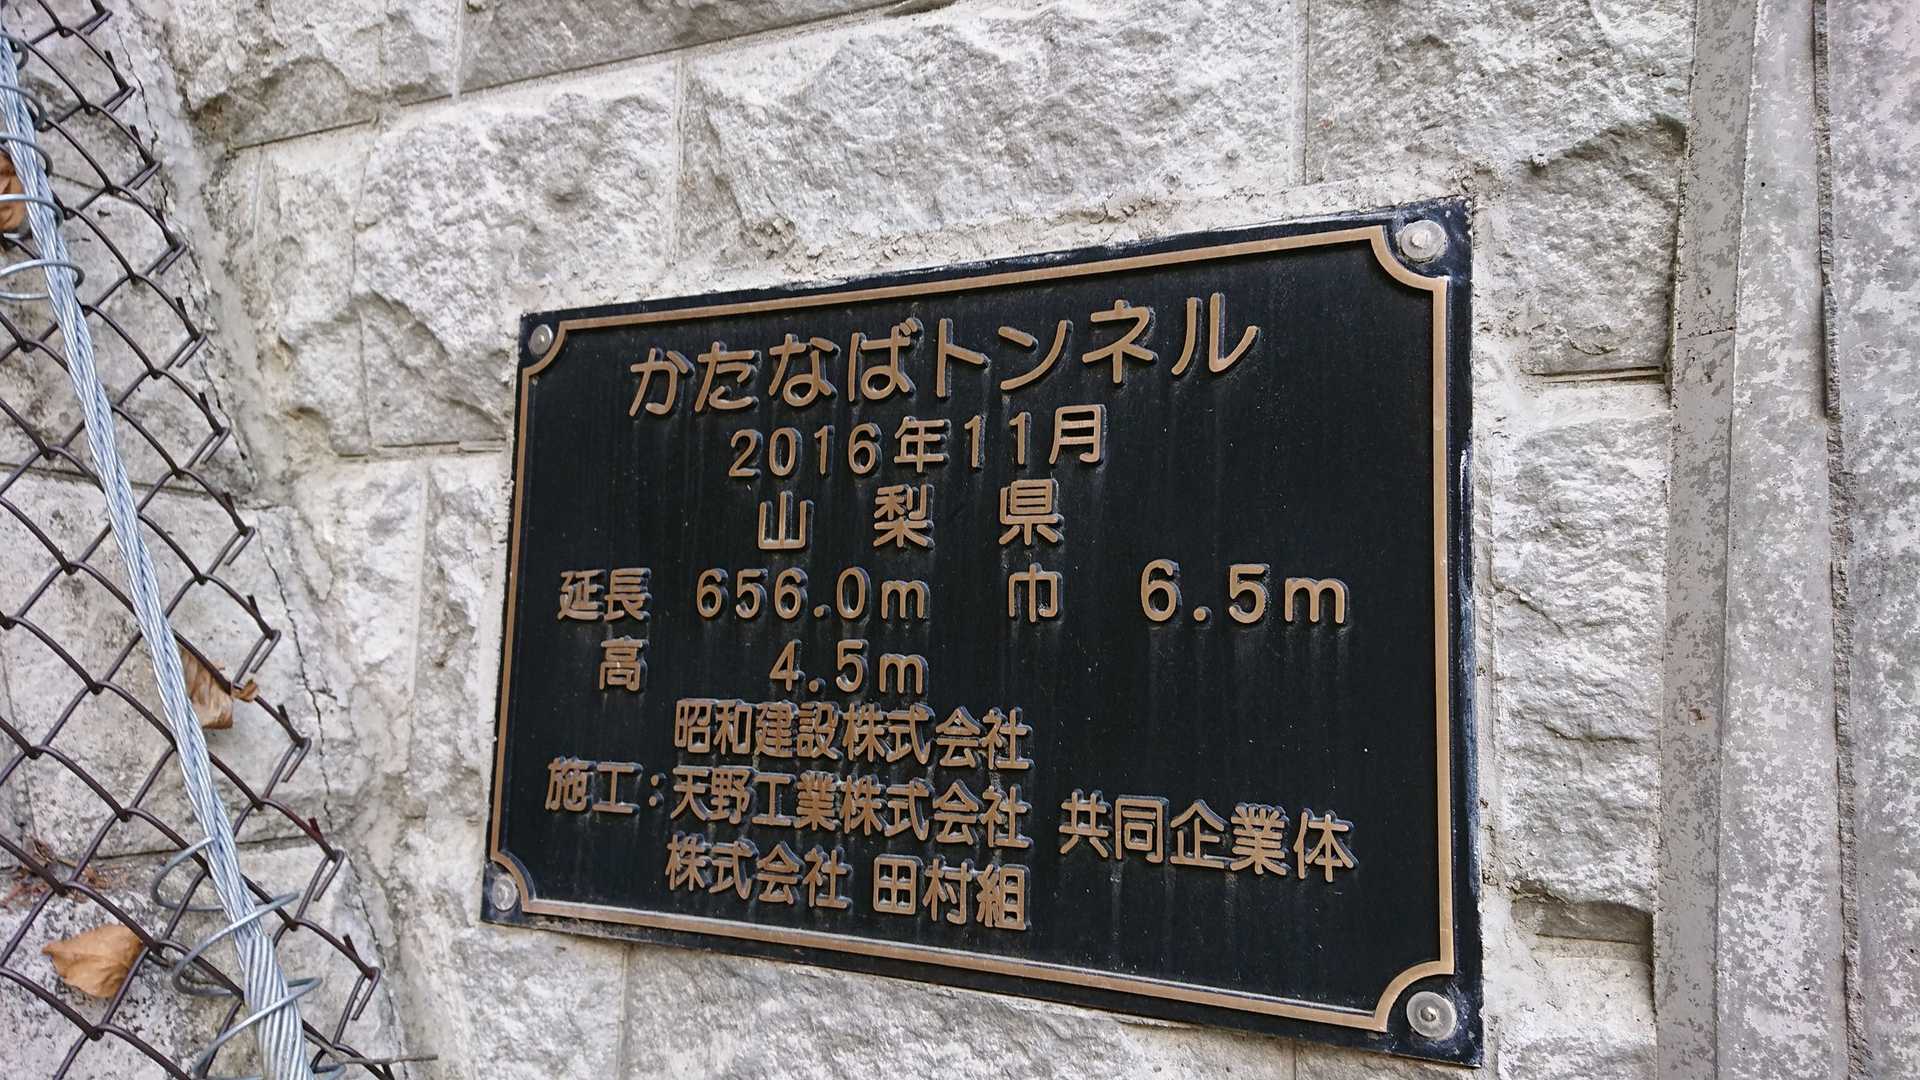 かたなばトンネル
2016年11月
山梨県
延長 656.0m 巾 6.5m
高 4.5m
昭和建設株式会社
施工:天野工業株式会社 共同企業体
株式会社 田村組